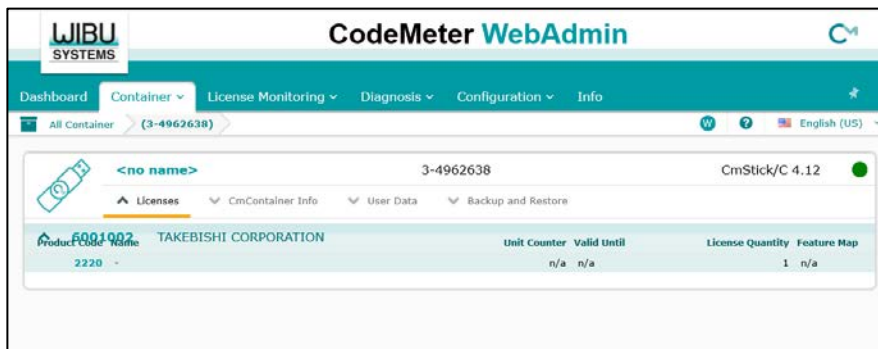 WIBU
SYSTEMS
CodeMeter WebAdmin
Dashboard Container License Monitoring Diagnosis Configuration Info
All Container (3-4962638) W ? English (US)
<no name> 3-4962638 CmStick/C 4.12
Licenses CmContainer Info User Data Backup and Restore
6001002 TAKEBISHI CORPORATION
Product Code Name Unit Counter Valid Until License Quantity Feature Map
2220 - n/a n/a 1 n/a